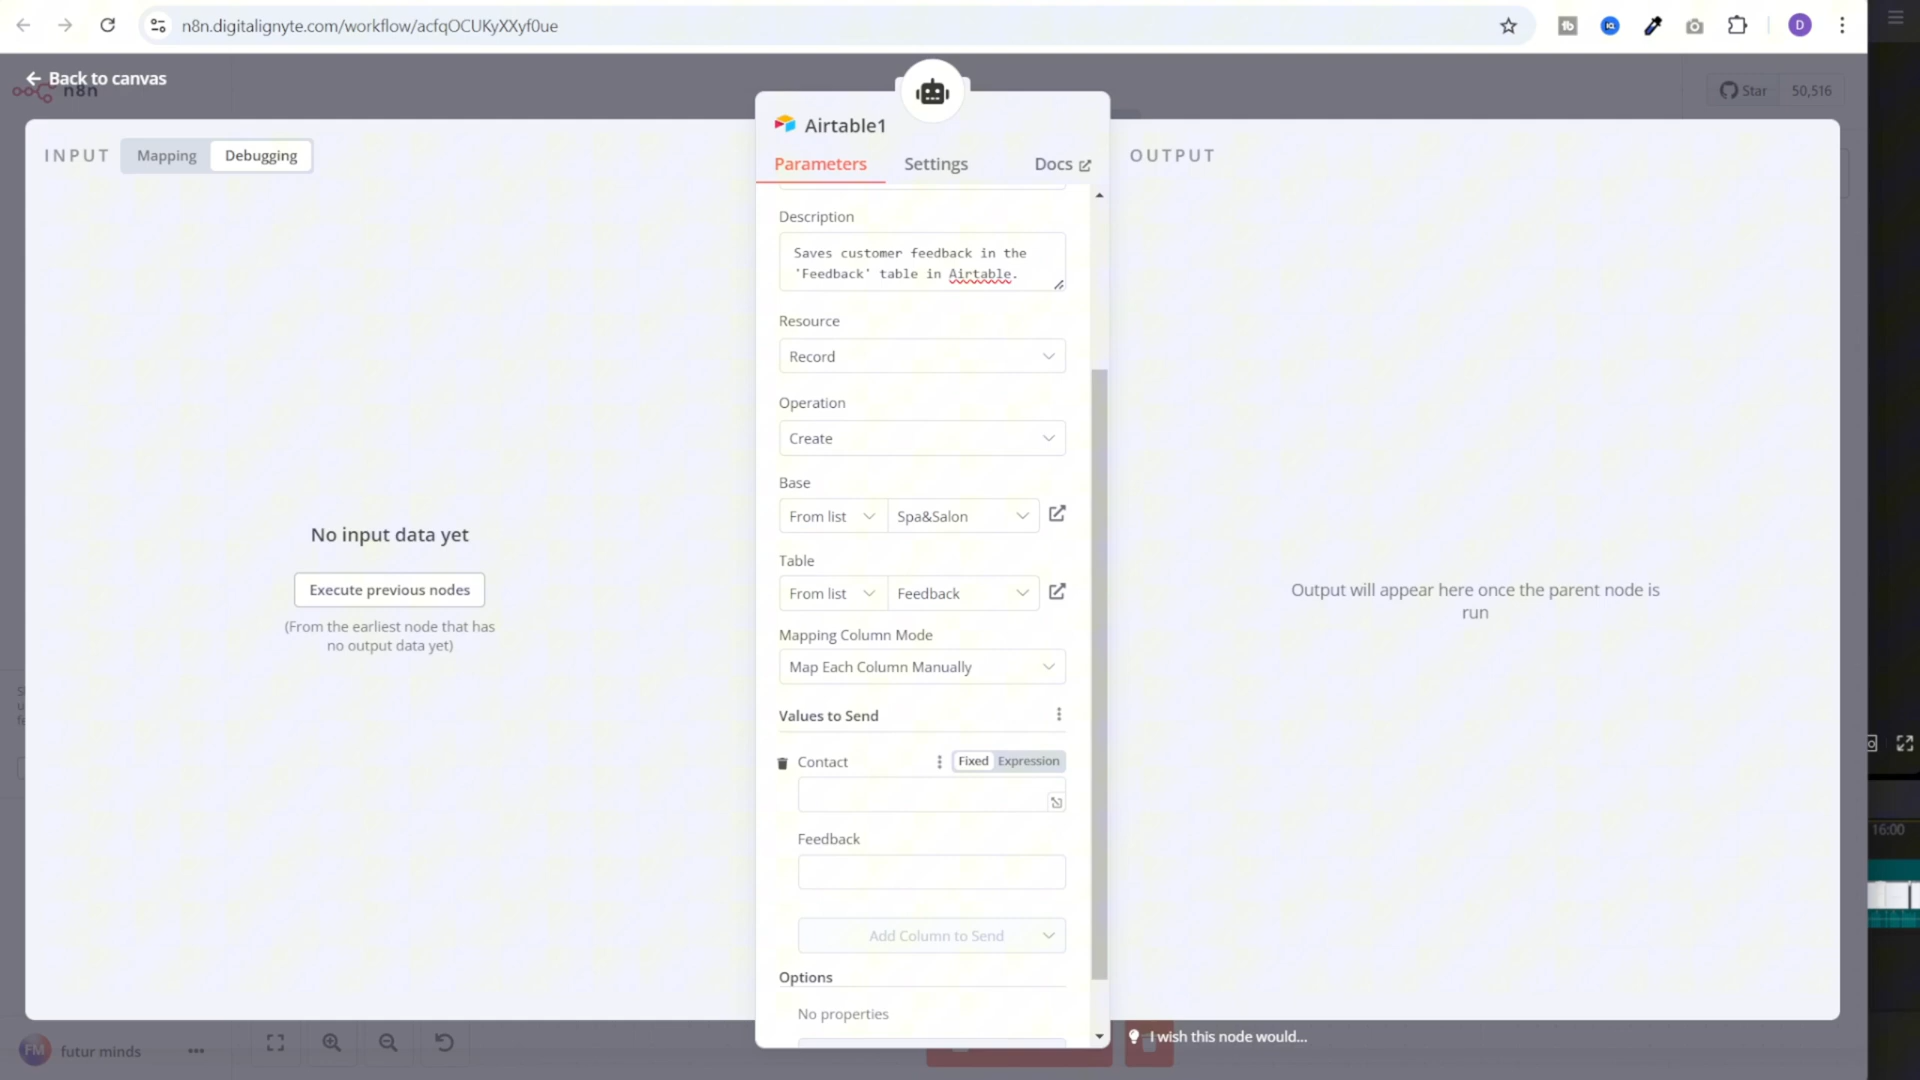 n8n.digitalignyte.com/workflow/acfqOCUKyXXyf0ue
D
Back to canvas
n8n
Star 50,516
Airtable1
INPUT Mapping Debugging
Parameters Settings Docs
OUTPUT
Description
Saves customer feedback in the
'Feedback' table in Airtable.
Resource
Record
Operation
Create
Base
From list Spa&Salon
Table
From list Feedback
Mapping Column Mode
Map Each Column Manually
Values to Send
Contact Fixed Expression
Feedback
Add Column to Send
Options
No properties
No input data yet
Execute previous nodes
(From the earliest node that has
no output data yet)
Output will appear here once the parent node is
run
I wish this node would...
FM futur minds
16:00